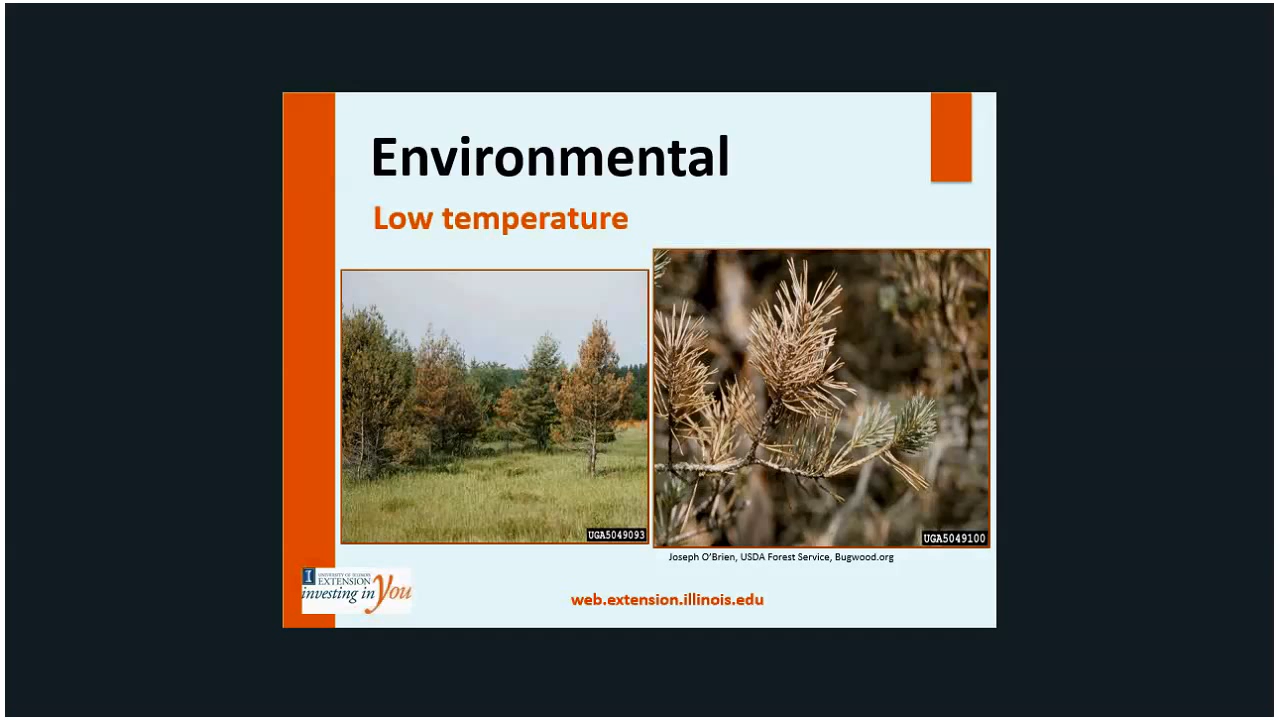 Environmental
Low temperature
UGA5049093
UGA5049100
Joseph O'Brien, USDA Forest Service, Bugwood.org
I
UNIVERSITY OF ILLINOIS
EXTENSION
investing in You
web.extension.illinois.edu